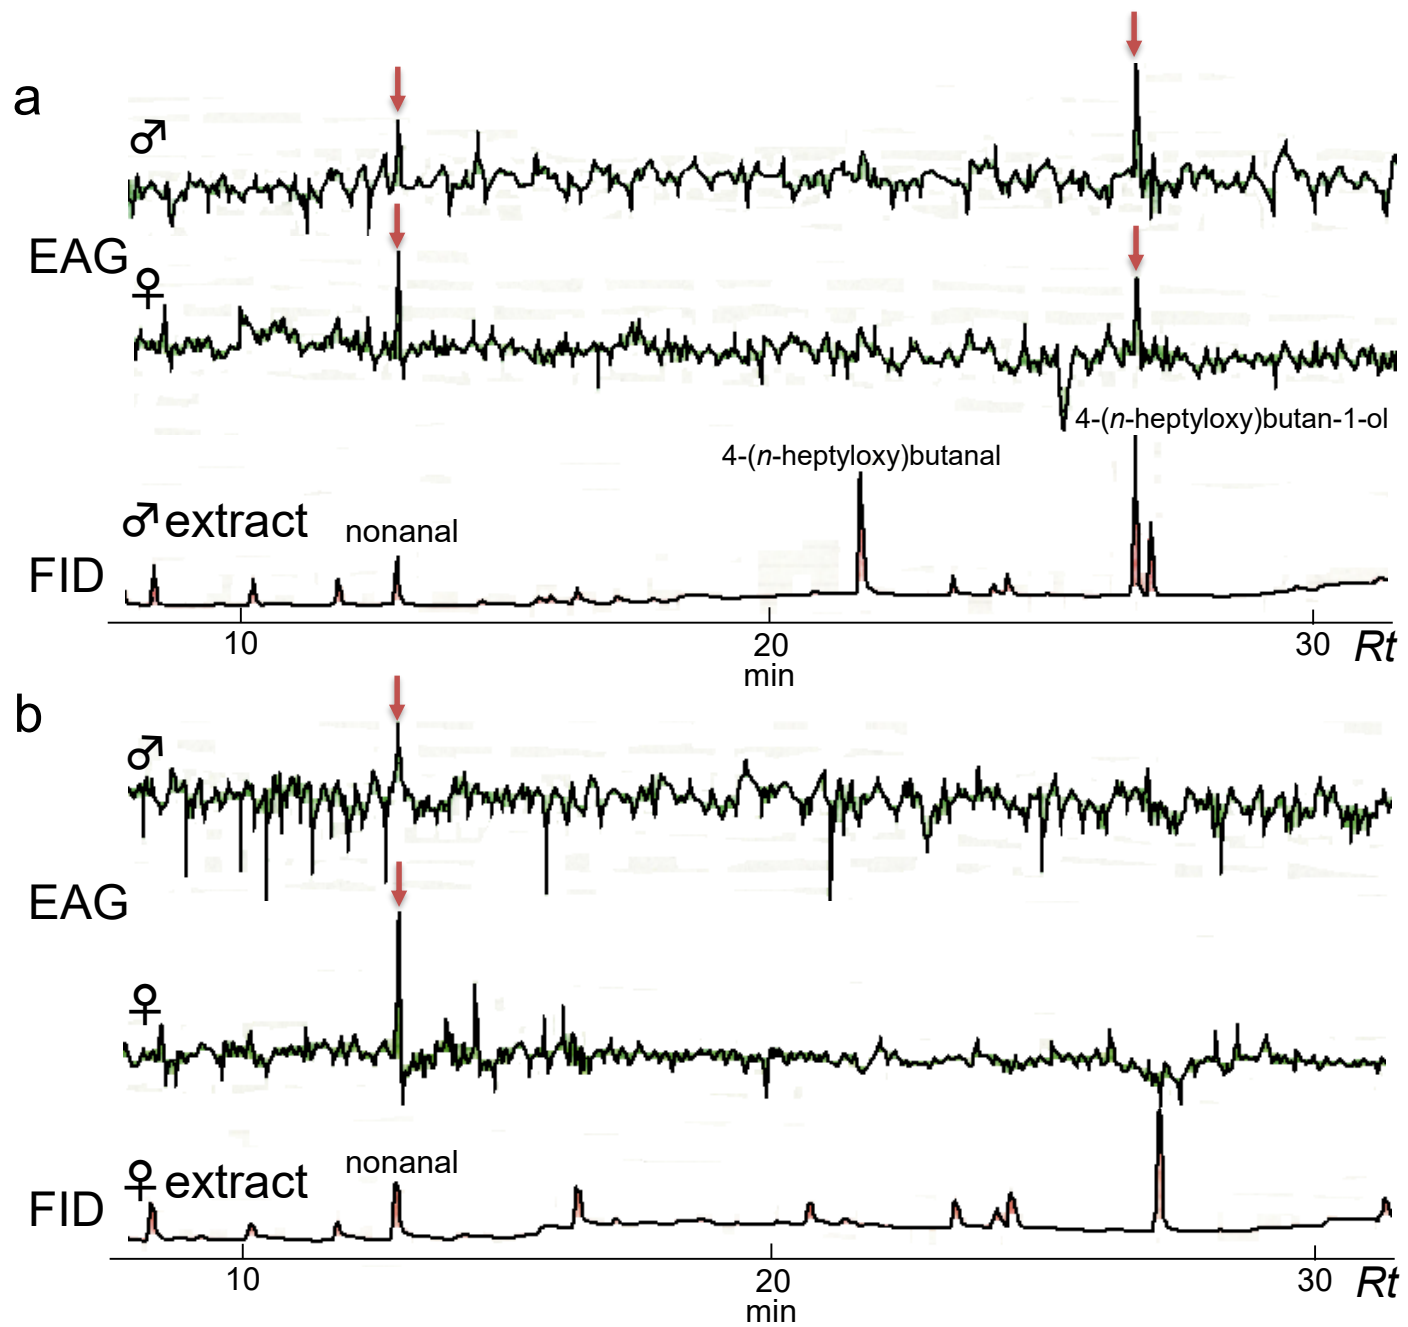 a
♂
EAG
♀
4-(n-heptyloxy)butan-1-ol
4-(n-heptyloxy)butanal
♂ extract
nonanal
FID
10
20
30
Rt
min
b
♂
EAG
♀
nonanal
♀ extract
FID
10
20
30
Rt
min